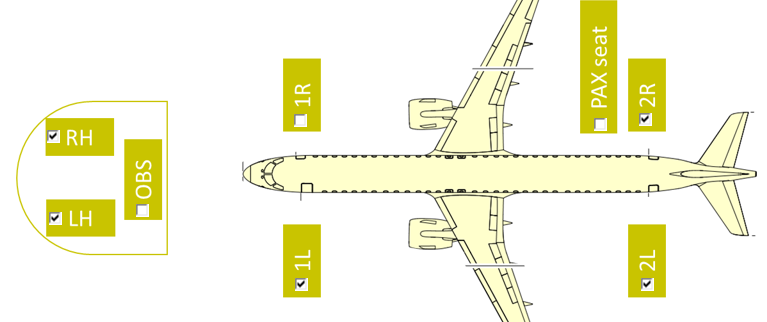 RH
OBS
LH
1R
PAX seat
2R
1L
2L